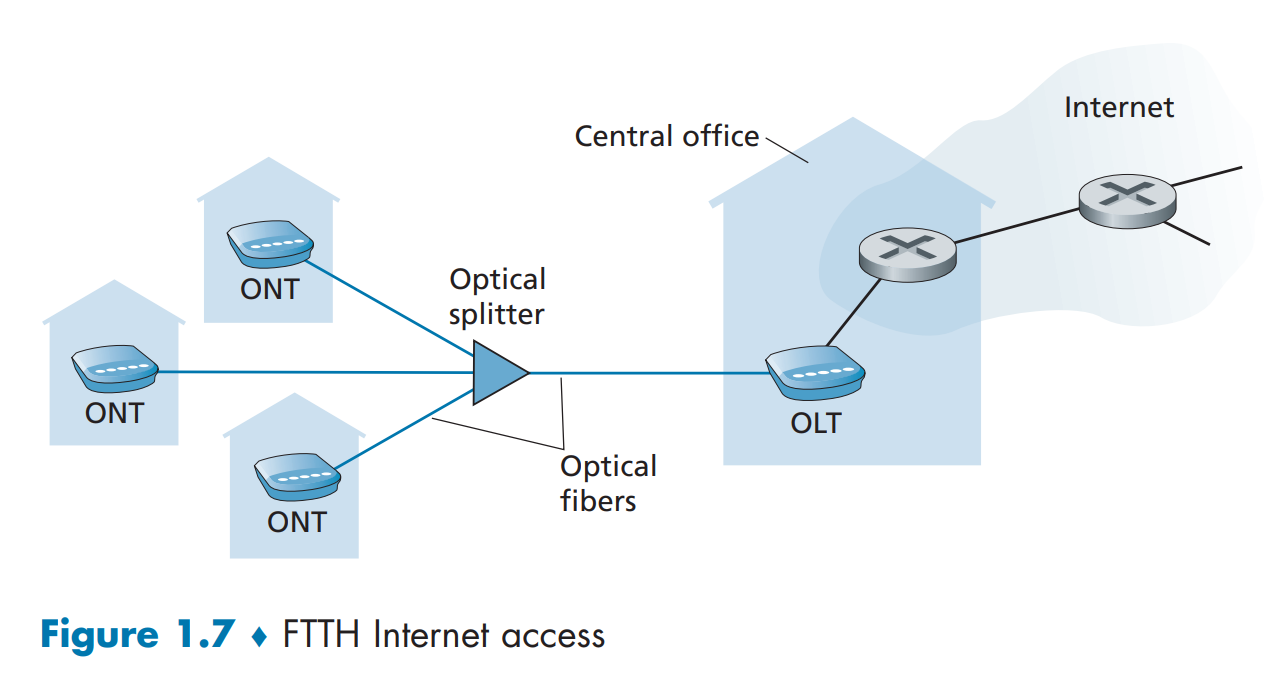 Internet
Central office
ONT
Optical
splitter
ONT
OLT
Optical
fibers
ONT
Figure 1.7 ♦ FTTH Internet access